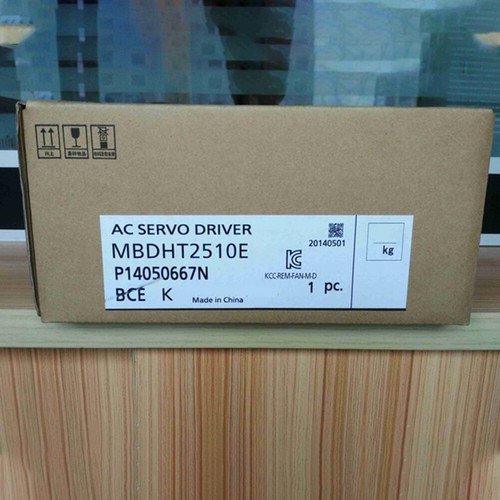 AC SERVO DRIVER
MBDHT2510E
20140501
P14050667N
KCC-REM-FAN-M-D
kg
BCE K
Made in China
1 pc.